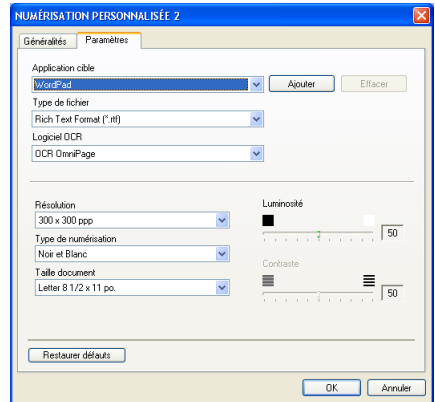 NUMÉRISATION PERSONNALISÉE 2
Généralités Paramètres
Application cible
WordPad Ajouter Effacer
Type de fichier
Rich Text Format (*.rtf)
Logiciel OCR
OCR OmniPage
Résolution
300 x 300 ppp
Type de numérisation
Noir et Blanc
Taille document
Letter 8 1/2 x 11 po.
Luminosité
50
Contraste
50
Restaurer défauts
OK Annuler